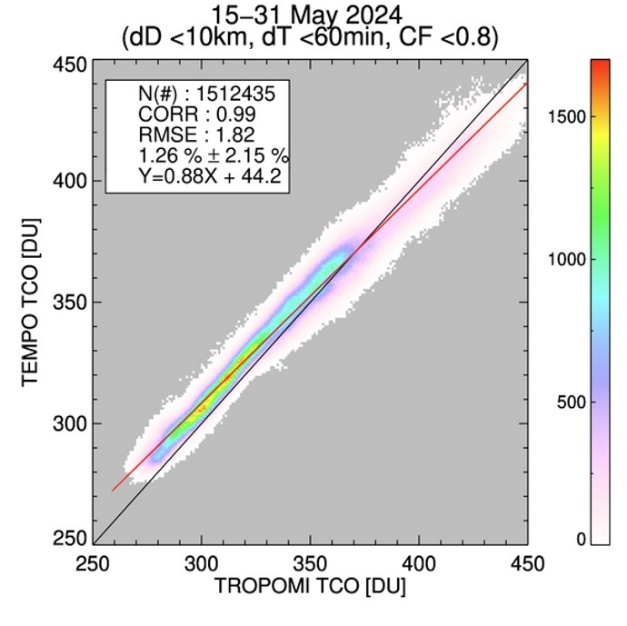 15−31 May 2024
(dD <10km, dT <60min, CF <0.8)
N(#) : 1512435
CORR : 0.99
RMSE : 1.82
1.26 % ± 2.15 %
Y=0.88X + 44.2
450
400
350
300
250
TEMPO TCO [DU]
250 300 350 400 450
TROPOMI TCO [DU]
1500
1000
500
0